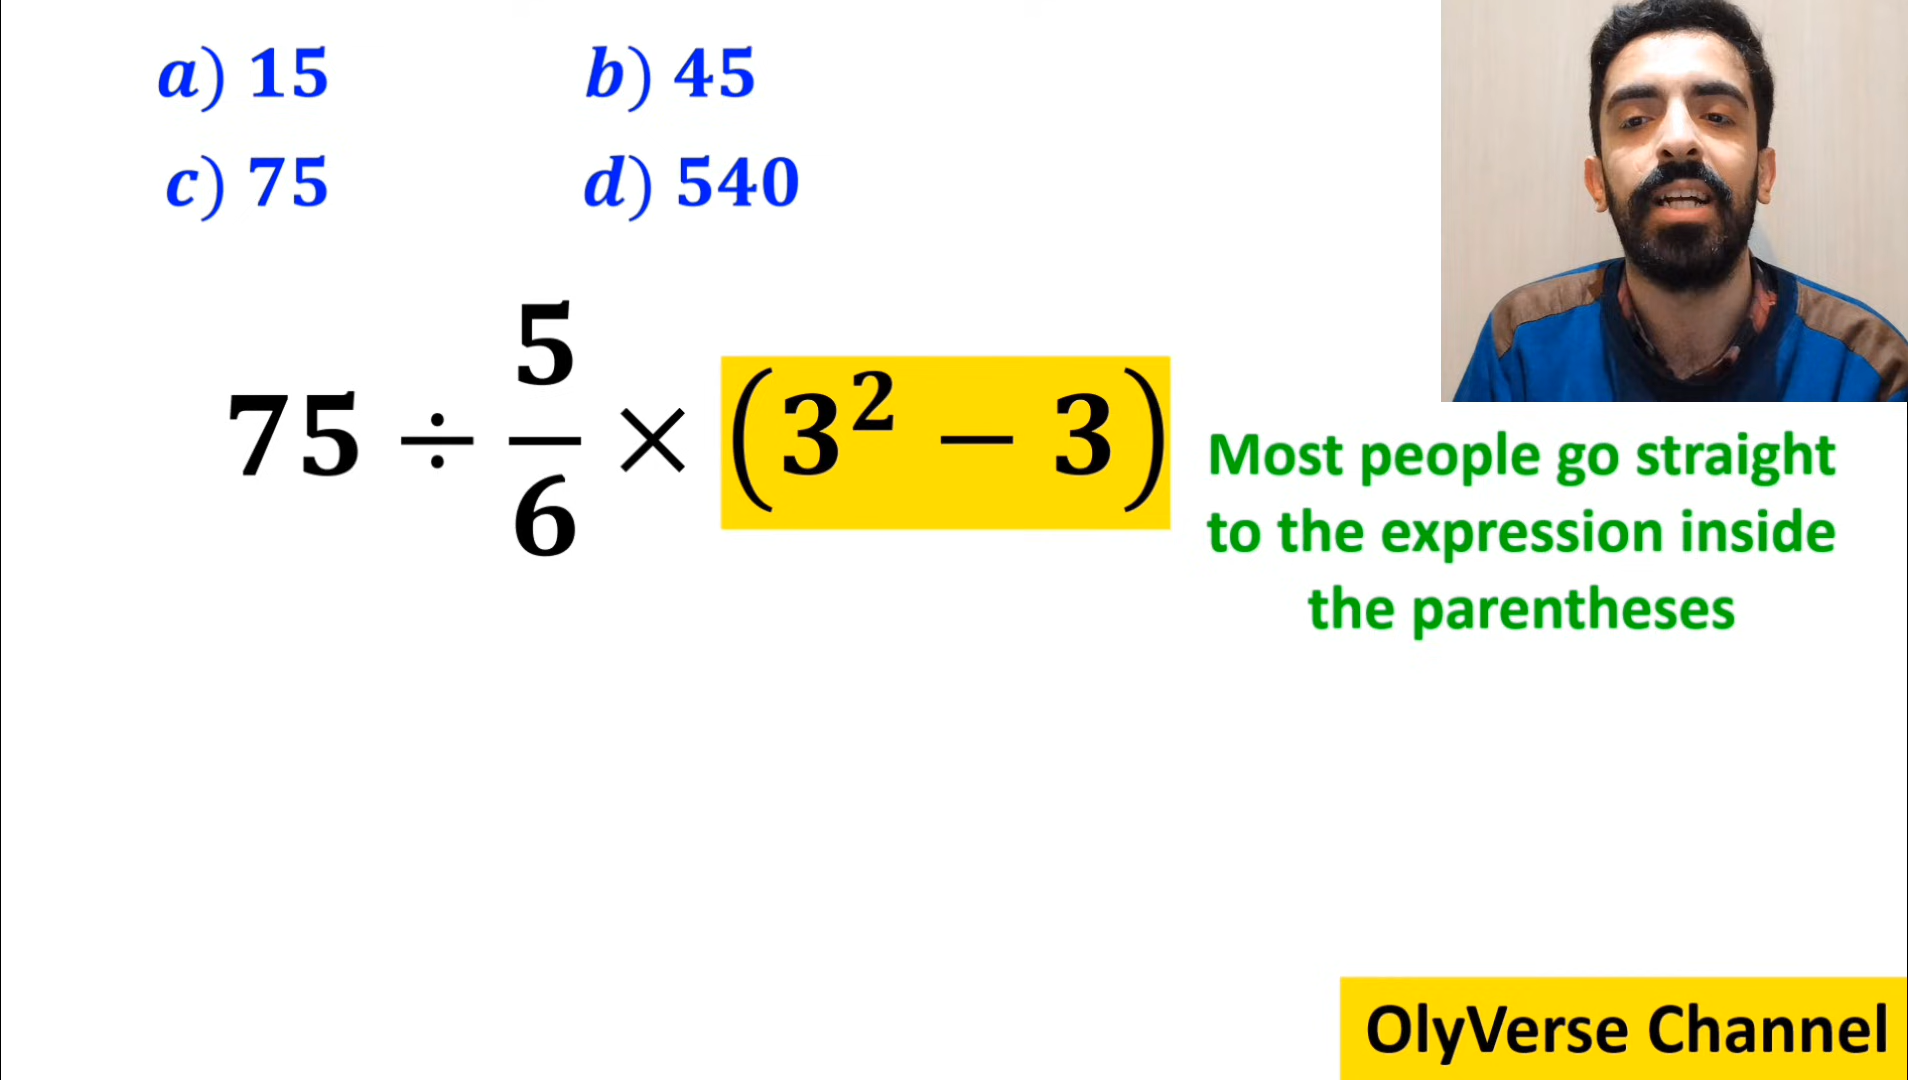 a) 15 b) 45
c) 75 d) 540
75 ÷ 5/6 × (3² − 3)
Most people go straight
to the expression inside
the parentheses
OlyVerse Channel